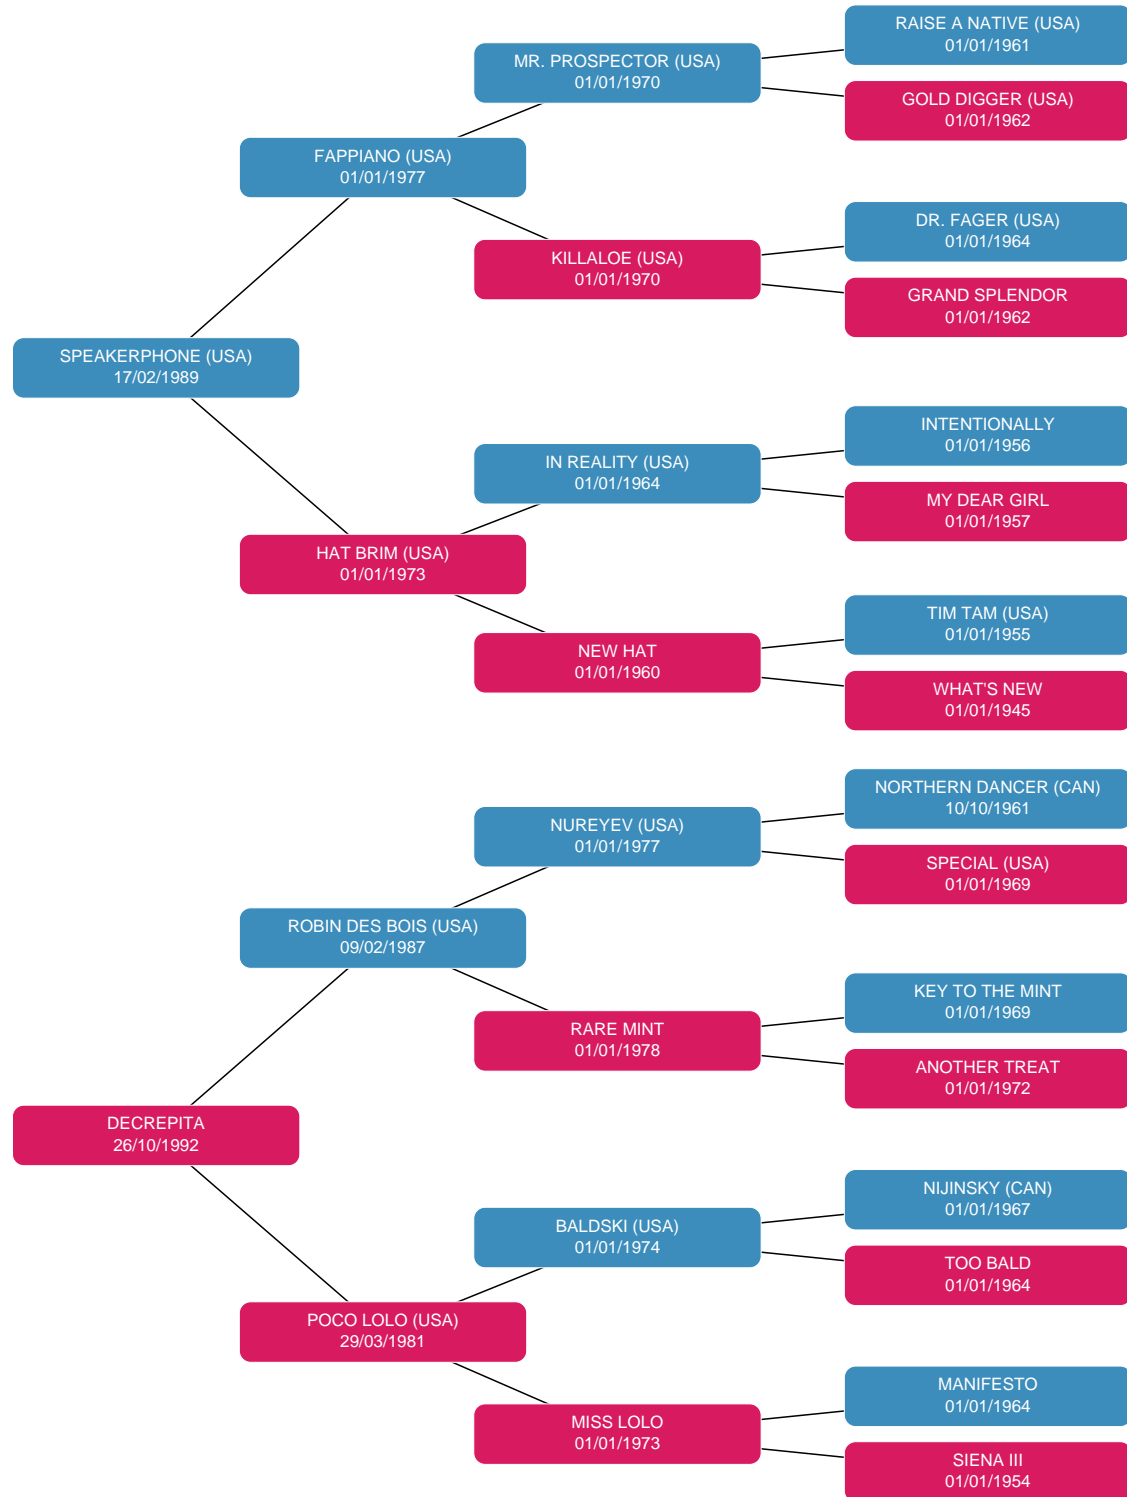 RAISE A NATIVE (USA)
01/01/1961
MR. PROSPECTOR (USA)
01/01/1970
GOLD DIGGER (USA)
01/01/1962
FAPPIANO (USA)
01/01/1977
DR. FAGER (USA)
01/01/1964
KILLALOE (USA)
01/01/1970
GRAND SPLENDOR
01/01/1962
SPEAKERPHONE (USA)
17/02/1989
INTENTIONALLY
01/01/1956
IN REALITY (USA)
01/01/1964
MY DEAR GIRL
01/01/1957
HAT BRIM (USA)
01/01/1973
TIM TAM (USA)
01/01/1955
NEW HAT
01/01/1960
WHAT'S NEW
01/01/1945
NORTHERN DANCER (CAN)
10/10/1961
NUREYEV (USA)
01/01/1977
SPECIAL (USA)
01/01/1969
ROBIN DES BOIS (USA)
09/02/1987
KEY TO THE MINT
01/01/1969
RARE MINT
01/01/1978
ANOTHER TREAT
01/01/1972
DECREPITA
26/10/1992
NIJINSKY (CAN)
01/01/1967
BALDSKI (USA)
01/01/1974
TOO BALD
01/01/1964
POCO LOLO (USA)
29/03/1981
MANIFESTO
01/01/1964
MISS LOLO
01/01/1973
SIENA III
01/01/1954